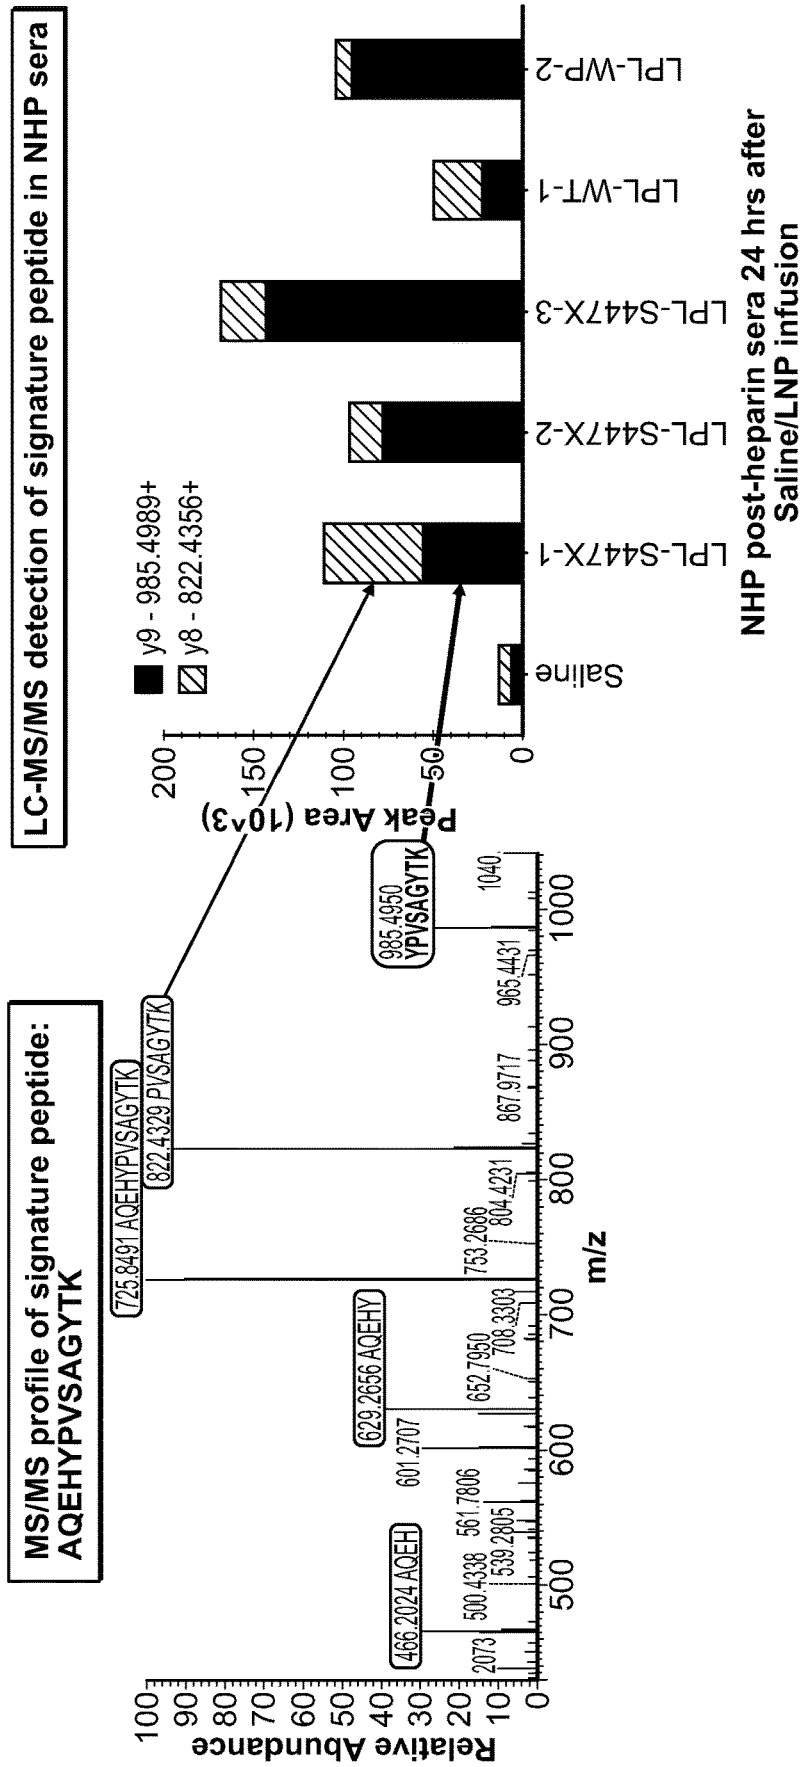 MS/MS profile of signature peptide:
AQEHYPVSAGYTK
Relative Abundance
100
90
80
70
60
50
40
30
20
10
0
2073
466.2024 AQEH
500.4338
539.2805
561.7806
601.2707
629.2656 AQEHY
652.7950
708.3303
725.8491 AQEHYPVSAGYTK
753.2686
804.4231
822.4329 PVSAGYTK
867.9717
965.4431
985.4950
YPVSAGYTK
1040.
500
600
700
800
900
1000
m/z
LC-MS/MS detection of signature peptide in NHP sera
y9 - 985.4989+
y8 - 822.4356+
Peak Area (10^3)
200
150
100
50
0
Saline
LPL-S447X-1
LPL-S447X-2
LPL-S447X-3
LPL-WT-1
LPL-WP-2
NHP post-heparin sera 24 hrs after
Saline/LNP infusion